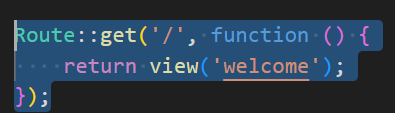 Route::get('/', function () {
    return view('welcome');
});